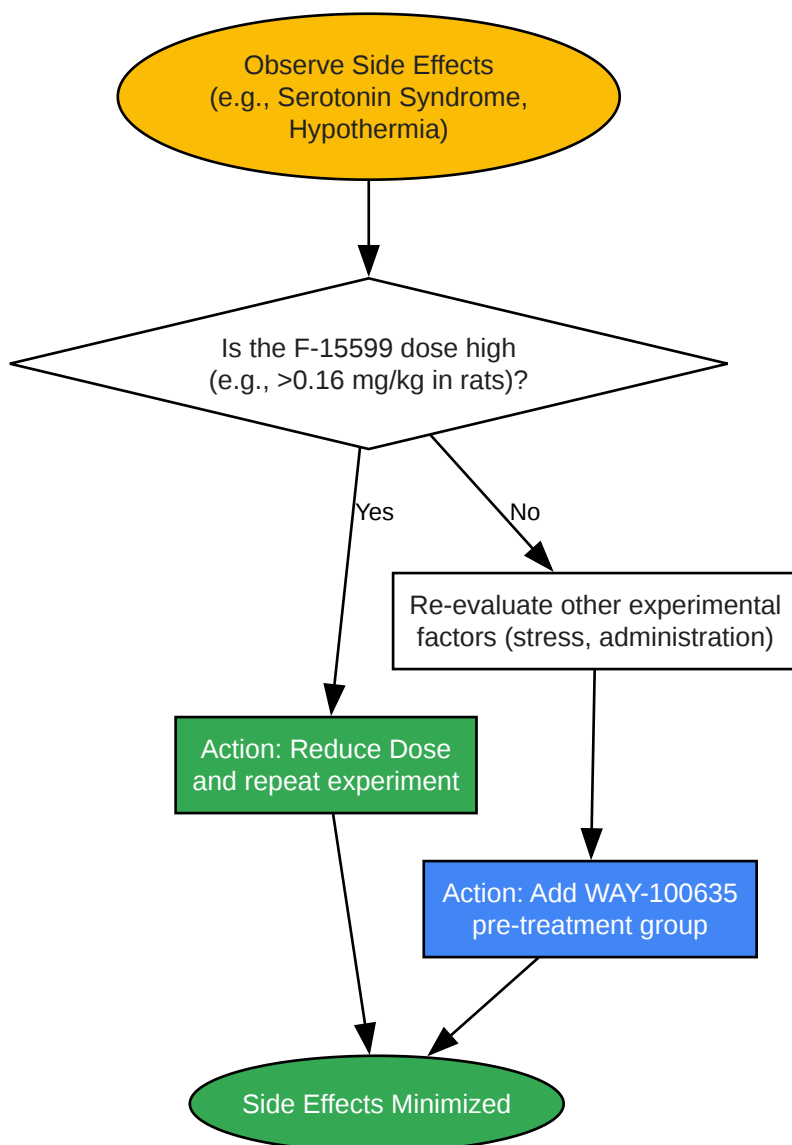 Observe Side Effects
(e.g., Serotonin Syndrome,
Hypothermia)
Is the F-15599 dose high
(e.g., >0.16 mg/kg in rats)?
Yes
No
Re-evaluate other experimental
factors (stress, administration)
Action: Reduce Dose
and repeat experiment
Action: Add WAY-100635
pre-treatment group
Side Effects Minimized